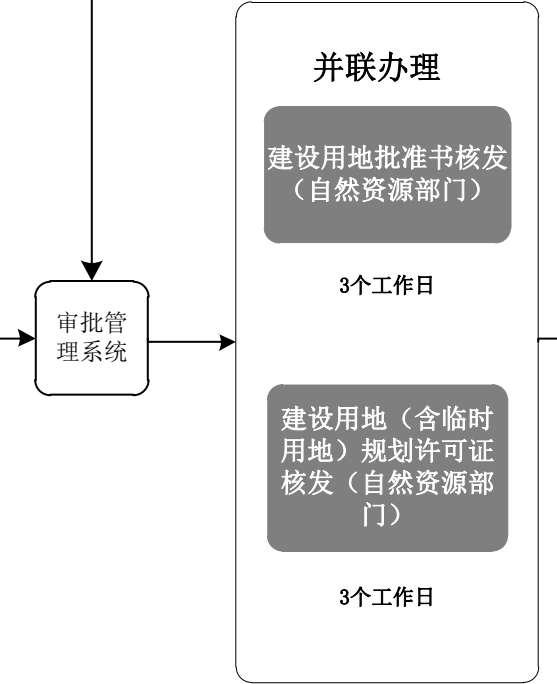 并联办理
建设用地批准书核发
（自然资源部门）
3个工作日
审批管
理系统
建设用地（含临时
用地）规划许可证
核发（自然资源部
门）
3个工作日